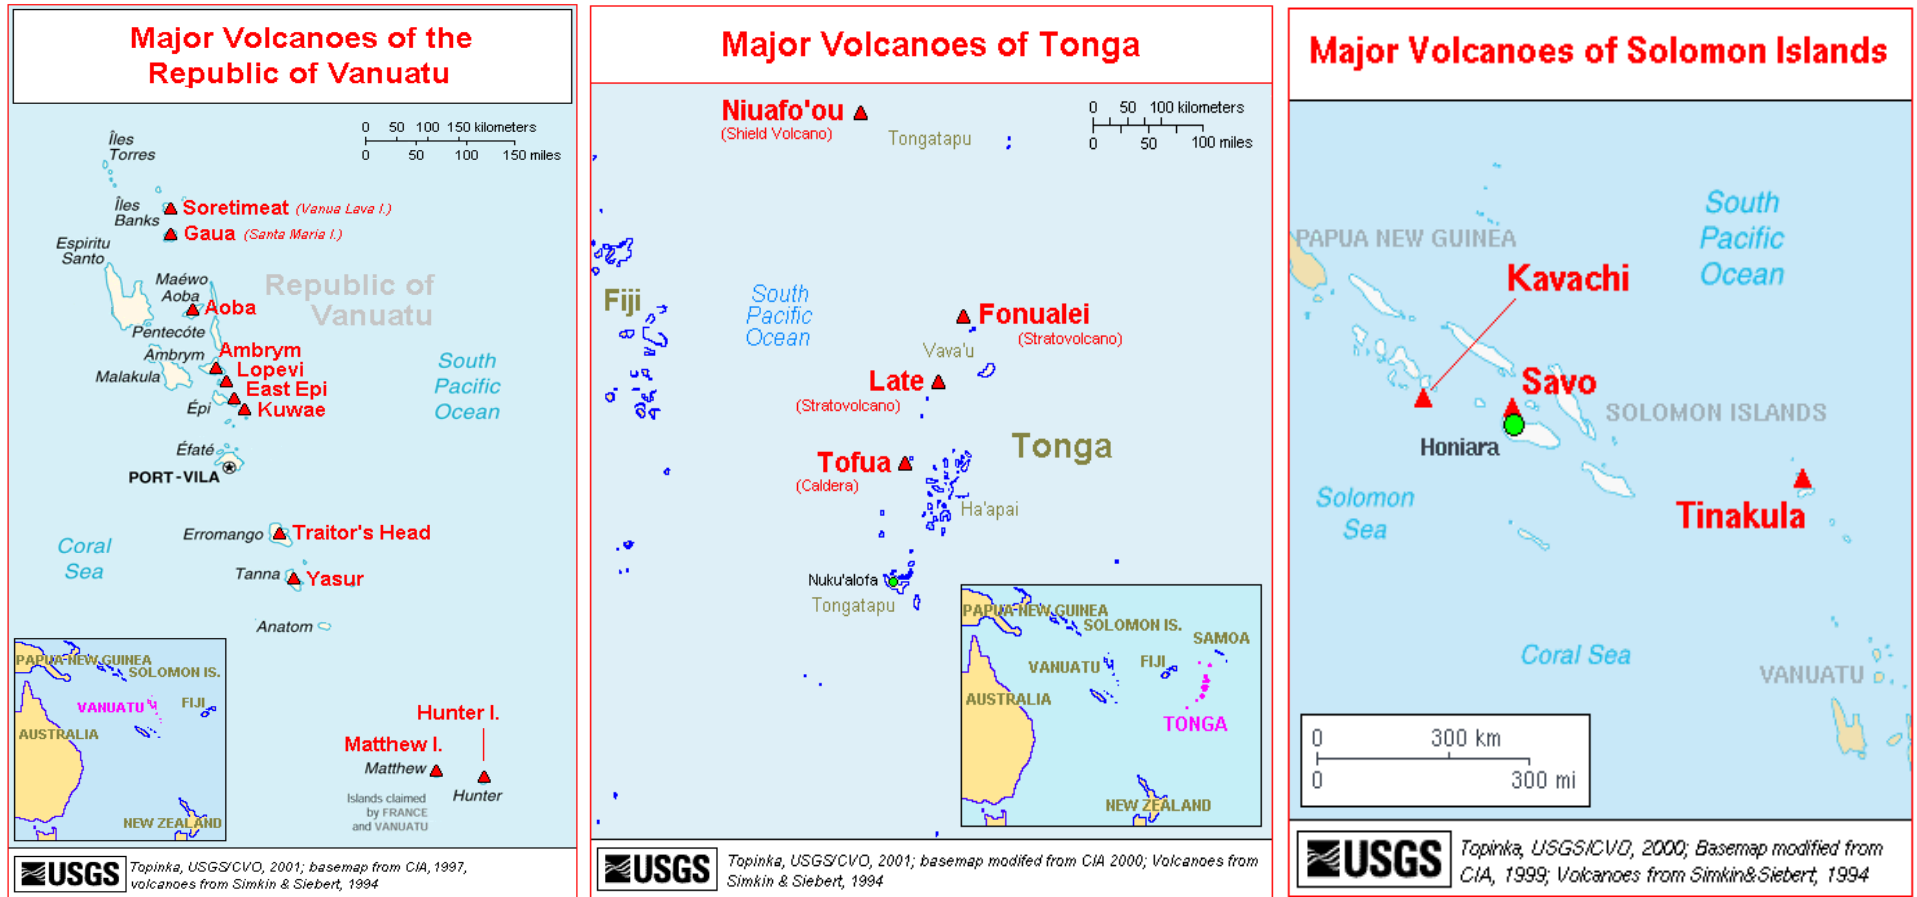 Major Volcanoes of the
Republic of Vanuatu
0 50 100 150 kilometers
0 50 100 150 miles
Îles
Torres
Îles
Banks
Soretimeat (Vanua Lava I.)
Gaua (Santa Maria I.)
Espiritu
Santo
Maéwo
Aoba
Aoba
Republic of
Vanuatu
Pentecóte
Ambrym
Ambrym
Lopevi
Malakula
East Epi
Épi
Kuwae
South
Pacific
Ocean
Éfaté
PORT-VILA
Erromango
Traitor's Head
Coral
Sea
Tanna
Yasur
Anatom
PAPUA-NEW GUINEA
SOLOMON IS.
VANUATU
FIJI
AUSTRALIA
NEW ZEALAND
Hunter I.
Matthew I.
Matthew
Hunter
Islands claimed
by FRANCE
and VANUATU
USGS
Topinka, USGS/CVO, 2001; basemap from CIA, 1997,
volcanoes from Simkin & Siebert, 1994
Major Volcanoes of Tonga
Niuafo'ou
(Shield Volcano)
Tongatapu
0 50 100 kilometers
0 50 100 miles
Fiji
South
Pacific
Ocean
Fonualei
(Stratovolcano)
Vava'u
Late
(Stratovolcano)
Tonga
Tofua
(Caldera)
Ha'apai
Nuku'alofa
Tongatapu
PAPUA-NEW GUINEA
SOLOMON IS.
SAMOA
VANUATU
FIJI
AUSTRALIA
TONGA
NEW ZEALAND
USGS
Topinka, USGS/CVO, 2001; basemap modifed from CIA 2000; Volcanoes from
Simkin & Siebert, 1994
Major Volcanoes of Solomon Islands
South
Pacific
Ocean
PAPUA NEW GUINEA
Kavachi
Savo
SOLOMON ISLANDS
Honiara
Solomon
Sea
Tinakula
Coral Sea
VANUATU
0 300 km
0 300 mi
USGS
Topinka, USGS/CVO, 2000; Basemap modified from
CIA, 1999; Volcanoes from Simkin&Siebert, 1994